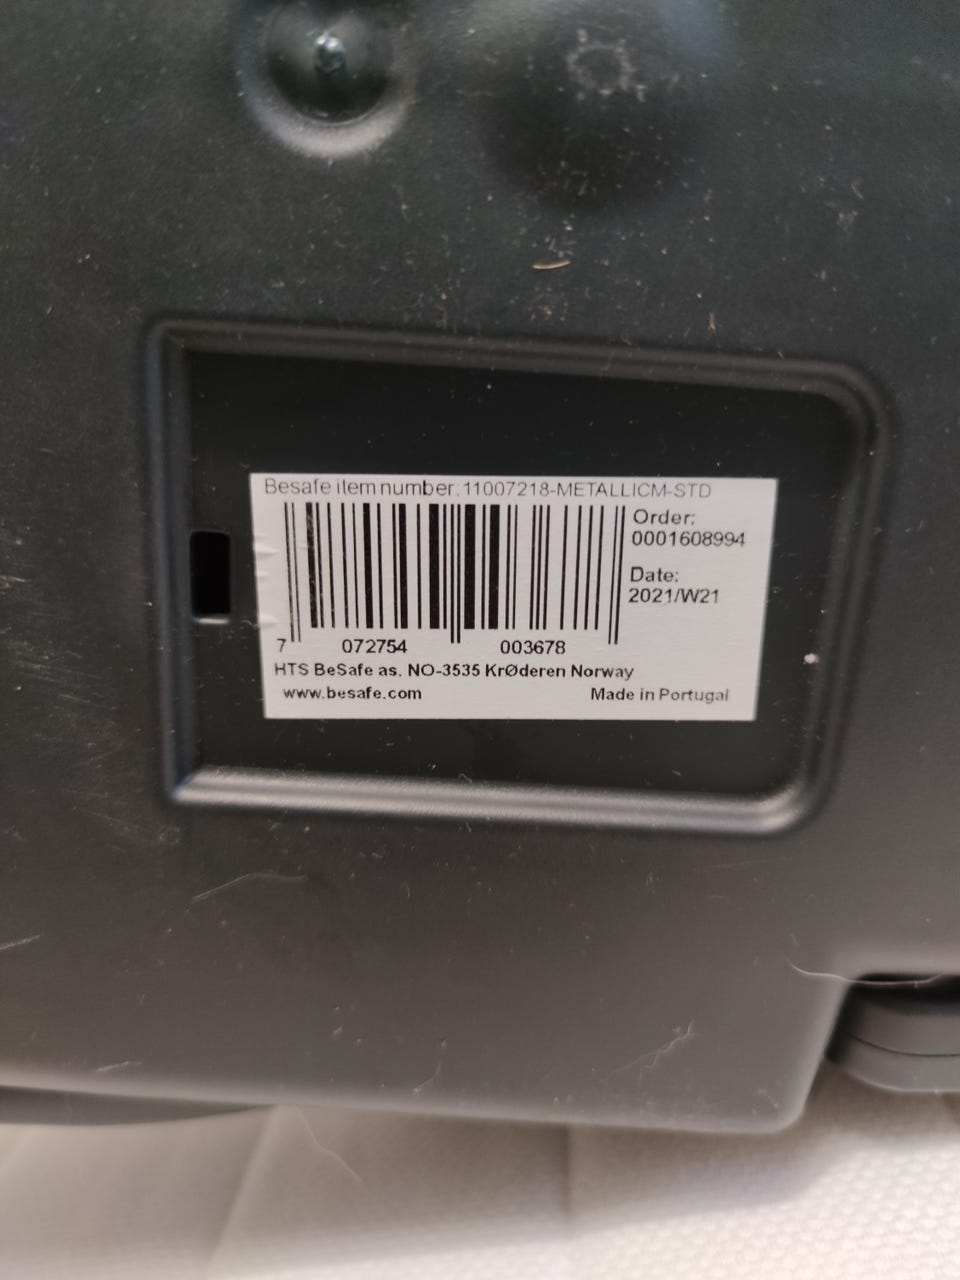 Besafe item number:11007218-METALLICM-STD
Order:
0001608994
Date:
2021/W21
7 072754 003678
HTS BeSafe as. NO-3535 KrØderen Norway
www.besafe.com Made in Portugal